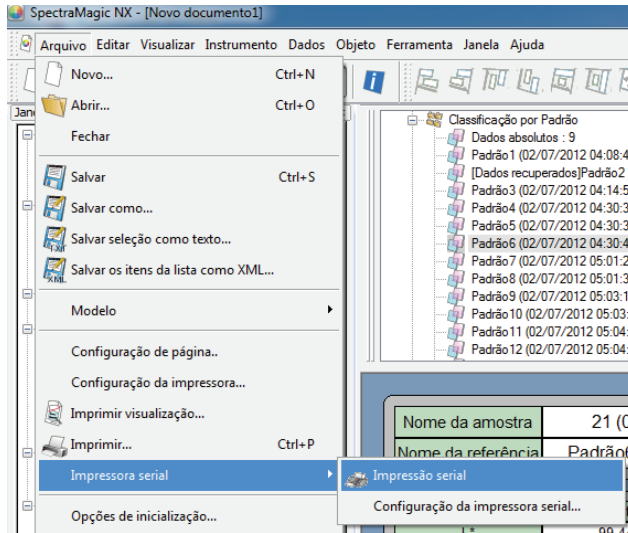 SpectraMagic NX - [Novo documento1]
Arquivo Editar Visualizar Instrumento Dados Objeto Ferramenta Janela Ajuda
Novo... Ctrl+N
Abrir... Ctrl+O
Fechar
Salvar Ctrl+S
Salvar como...
Salvar seleção como texto...
Salvar os itens da lista como XML...
Modelo
Configuração de página..
Configuração da impressora...
Imprimir visualização...
Imprimir... Ctrl+P
Impressora serial
Opções de inicialização...
Impressão serial
Configuração da impressora serial...
Classificação por Padrão
Dados absolutos : 9
Padrão1 (02/07/2012 04:08:4
[Dados recuperados]Padrão2
Padrão3 (02/07/2012 04:14:5
Padrão4 (02/07/2012 04:30:3
Padrão5 (02/07/2012 04:30:3
Padrão6 (02/07/2012 04:30:4
Padrão7 (02/07/2012 05:01:2
Padrão8 (02/07/2012 05:01:3
Padrão9 (02/07/2012 05:03:1
Padrão10 (02/07/2012 05:03:
Padrão11 (02/07/2012 05:04:
Padrão12 (02/07/2012 05:04:
Nome da amostra 21 (0
Nome da referência Padrão6